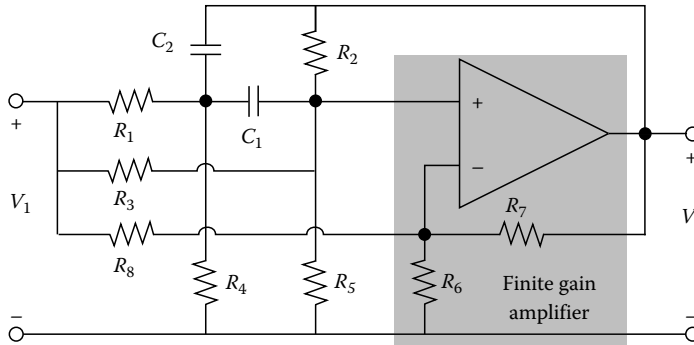 C2
R2
R1
C1
+
+
+
−
V1
R3
R7
V
R8
R4
R5
R6
Finite gain
amplifier
−
−